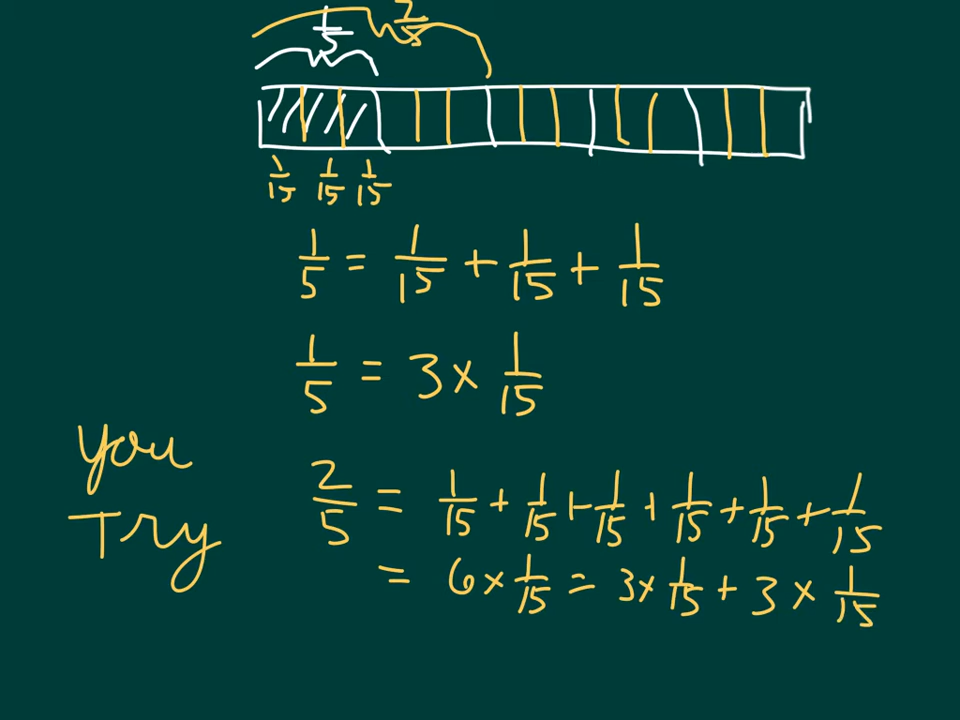 2/5
1/5
1/15 1/15 1/15
1/5 = 1/15 + 1/15 + 1/15
1/5 = 3 × 1/15
You
Try
2/5 = 1/15 + 1/15 + 1/15 + 1/15 + 1/15 + 1/15
= 6 × 1/15 = 3 × 1/15 + 3 × 1/15